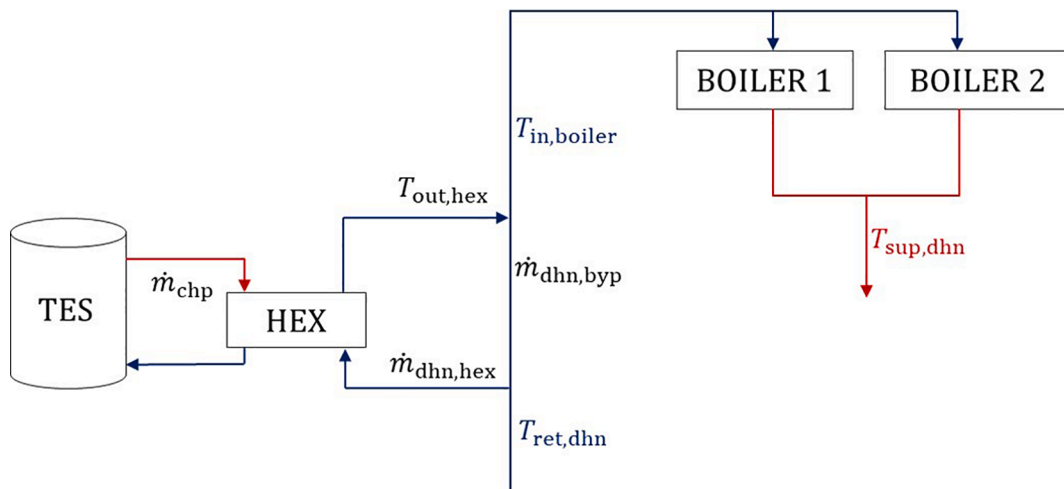 BOILER 1
BOILER 2
T_in,boiler
T_out,hex
T_sup,dhn
ṁ_chp
ṁ_dhn,byp
TES
HEX
ṁ_dhn,hex
T_ret,dhn